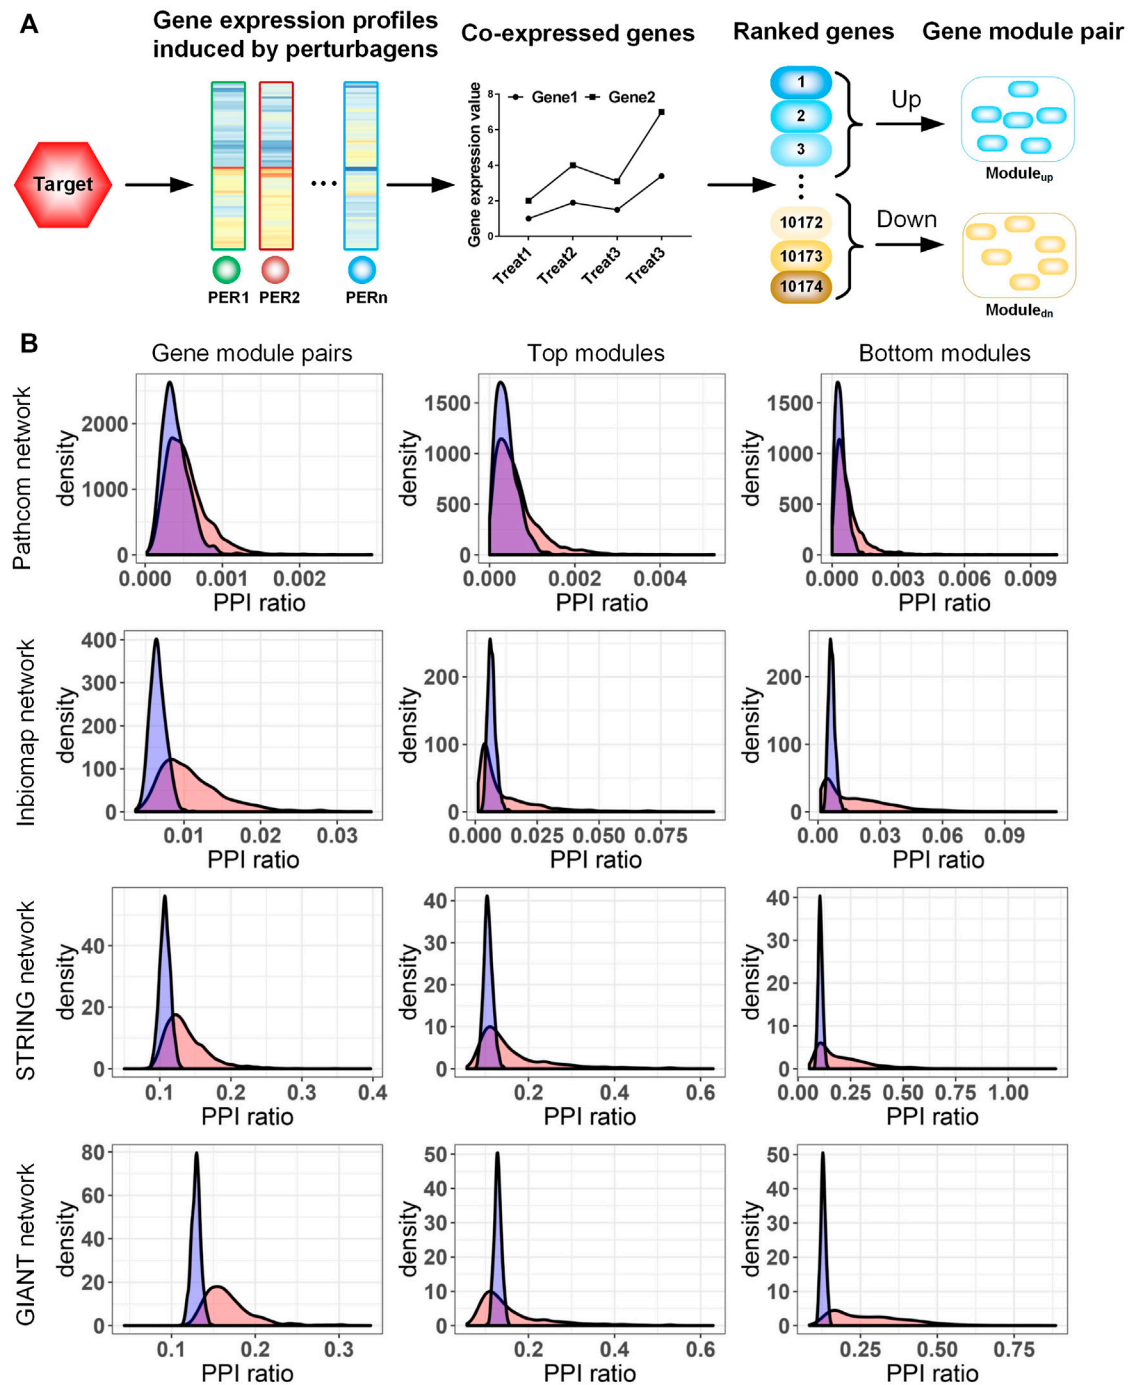 A
Gene expression profiles
induced by perturbagens
Co-expressed genes
Ranked genes
Gene module pair
Target
PER1
PER2
PERn
Gene expression value
8
6
4
2
0
Gene1
Gene2
Treat1
Treat2
Treat3
Treat3
1
2
3
10172
10173
10174
Up
Down
Module_up
Module_dn
B
Gene module pairs
Top modules
Bottom modules
Pathcom network
density
2000
1000
0
0.000
0.001
0.002
PPI ratio
density
1500
1000
500
0
0.000
0.002
0.004
PPI ratio
density
1500
1000
500
0
0.000
0.003
0.006
0.009
PPI ratio
Inbiomap network
density
400
300
200
100
0
0.01
0.02
0.03
PPI ratio
density
200
100
0
0.000
0.025
0.050
0.075
PPI ratio
density
200
100
0
0.00
0.03
0.06
0.09
PPI ratio
STRING network
density
40
20
0
0.1
0.2
0.3
0.4
PPI ratio
density
40
30
20
10
0
0.2
0.4
0.6
PPI ratio
density
40
30
20
10
0
0.00
0.25
0.50
0.75
1.00
PPI ratio
GIANT network
density
80
60
40
20
0
0.1
0.2
0.3
PPI ratio
density
50
40
30
20
10
0
0.2
0.4
0.6
PPI ratio
density
50
40
30
20
10
0
0.25
0.50
0.75
PPI ratio